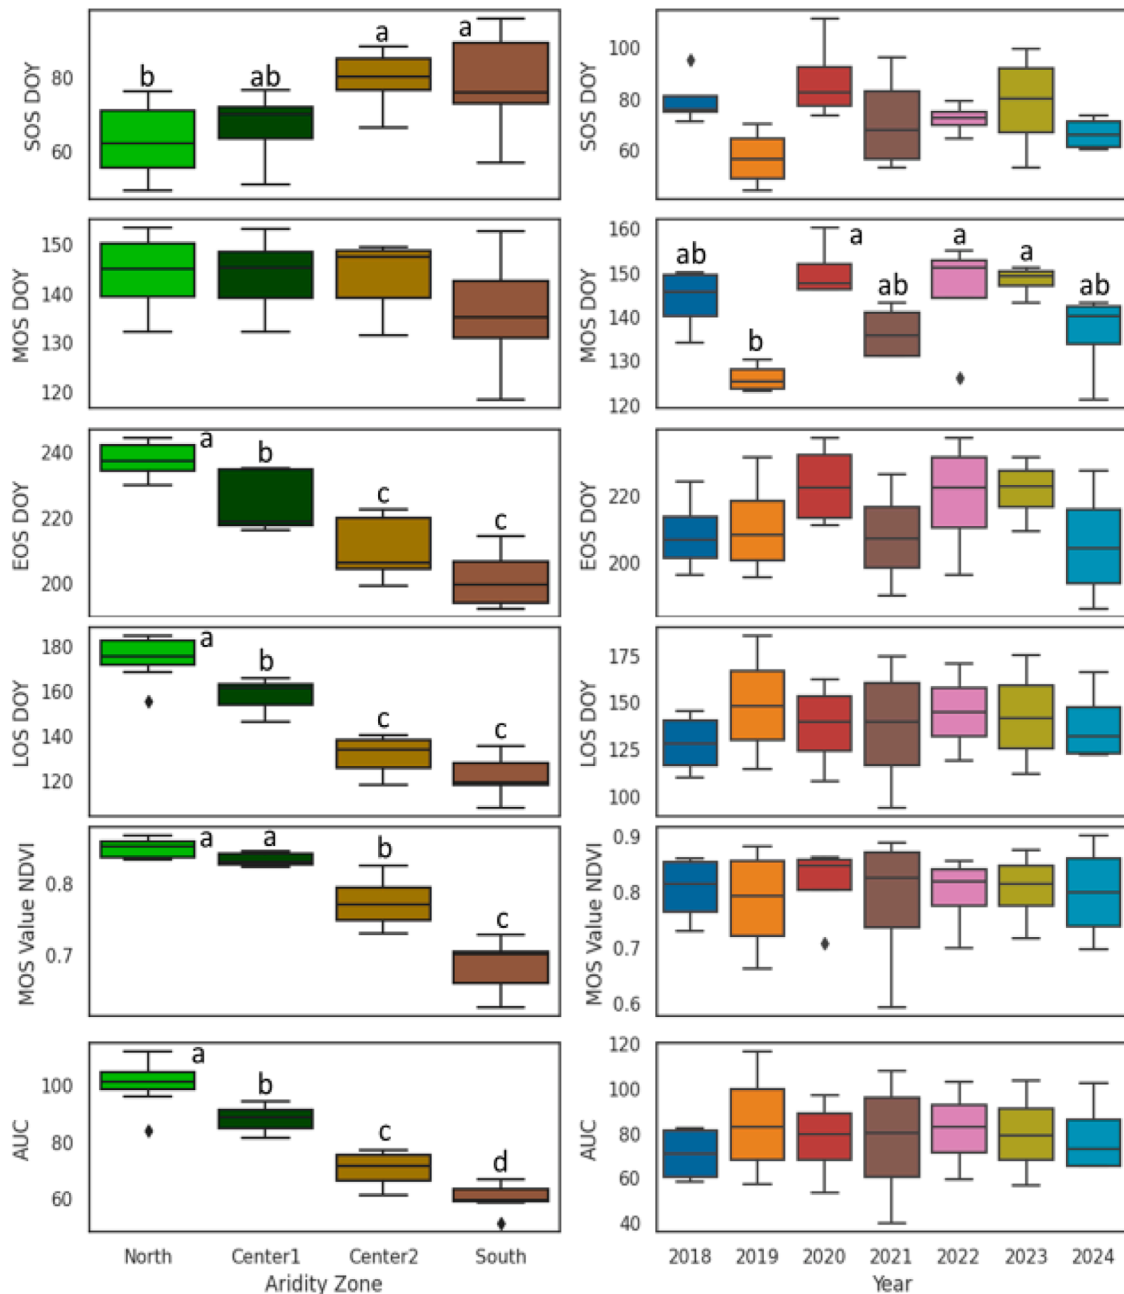 SOS DOY
80
60
b
ab
a
a
SOS DOY
100
80
60
MOS DOY
150
140
130
120
MOS DOY
160
150
140
130
120
ab
b
a
ab
a
a
ab
EOS DOY
240
220
200
a
b
c
c
EOS DOY
220
200
LOS DOY
180
160
140
120
a
b
c
c
LOS DOY
175
150
125
100
MOS Value NDVI
0.8
0.7
a
a
b
c
MOS Value NDVI
0.9
0.8
0.7
0.6
AUC
100
80
60
a
b
c
d
North Center1 Center2 South
Aridity Zone
AUC
120
100
80
60
40
2018 2019 2020 2021 2022 2023 2024
Year